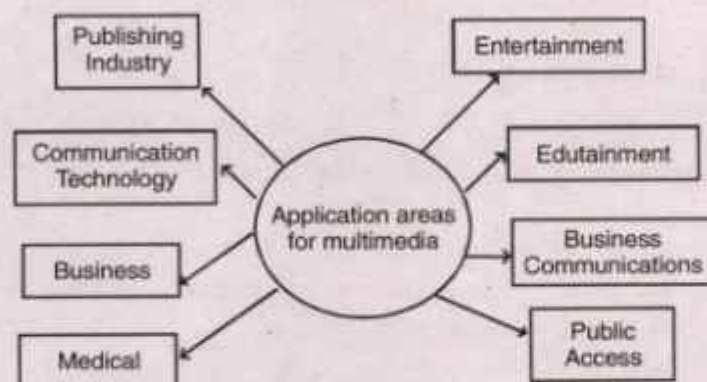 Publishing
Industry
Entertainment
Communication
Technology
Edutainment
Application areas
for multimedia
Business
Business
Communications
Medical
Public
Access